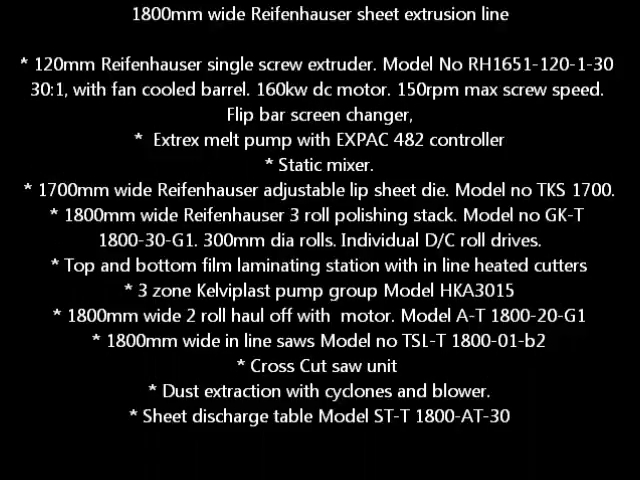 1800mm wide Reifenhauser sheet extrusion line
* 120mm Reifenhauser single screw extruder. Model No RH1651-120-1-30
30:1, with fan cooled barrel. 160kw dc motor. 150rpm max screw speed.
Flip bar screen changer,
* Extrex melt pump with EXPAC 482 controller
* Static mixer.
* 1700mm wide Reifenhauser adjustable lip sheet die. Model no TKS 1700.
* 1800mm wide Reifenhauser 3 roll polishing stack. Model no GK-T
1800-30-G1. 300mm dia rolls. Individual D/C roll drives.
* Top and bottom film laminating station with in line heated cutters
* 3 zone Kelviplast pump group Model HKA3015
* 1800mm wide 2 roll haul off with motor. Model A-T 1800-20-G1
* 1800mm wide in line saws Model no TSL-T 1800-01-b2
* Cross Cut saw unit
* Dust extraction with cyclones and blower.
* Sheet discharge table Model ST-T 1800-AT-30